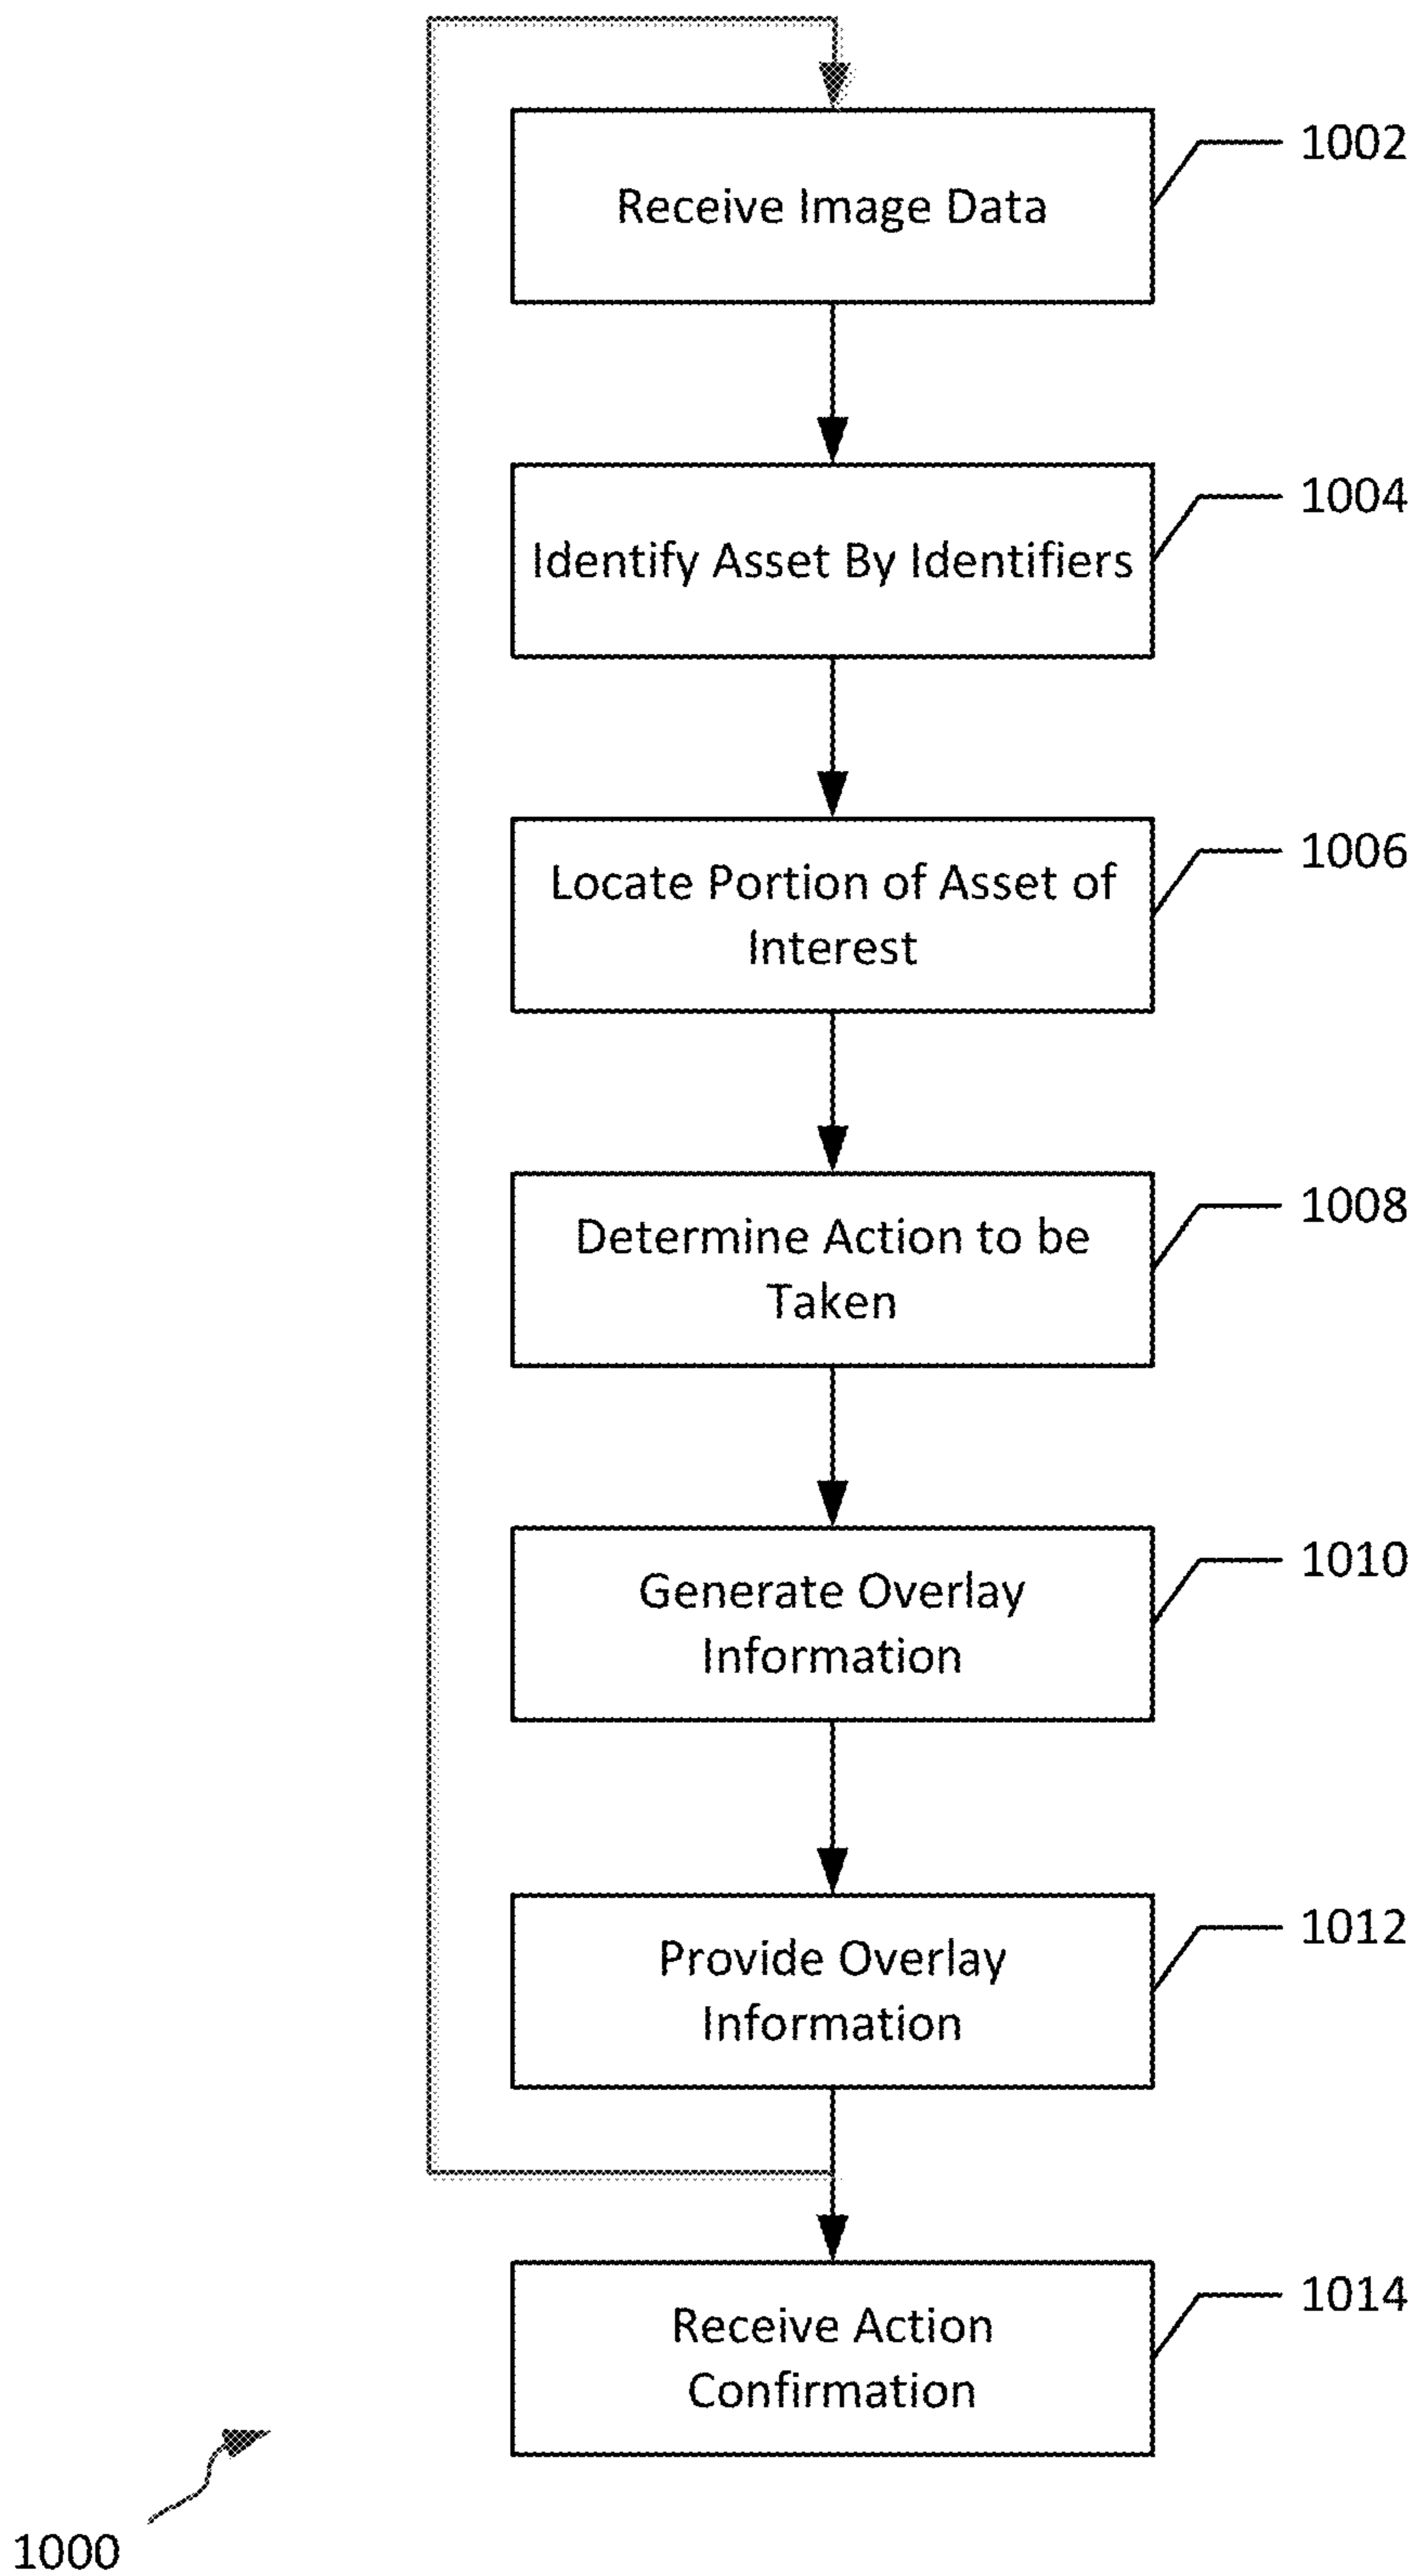 Receive Image Data
1002
Identify Asset By Identifiers
1004
Locate Portion of Asset of
Interest
1006
Determine Action to be
Taken
1008
Generate Overlay
Information
1010
Provide Overlay
Information
1012
Receive Action
Confirmation
1014
1000